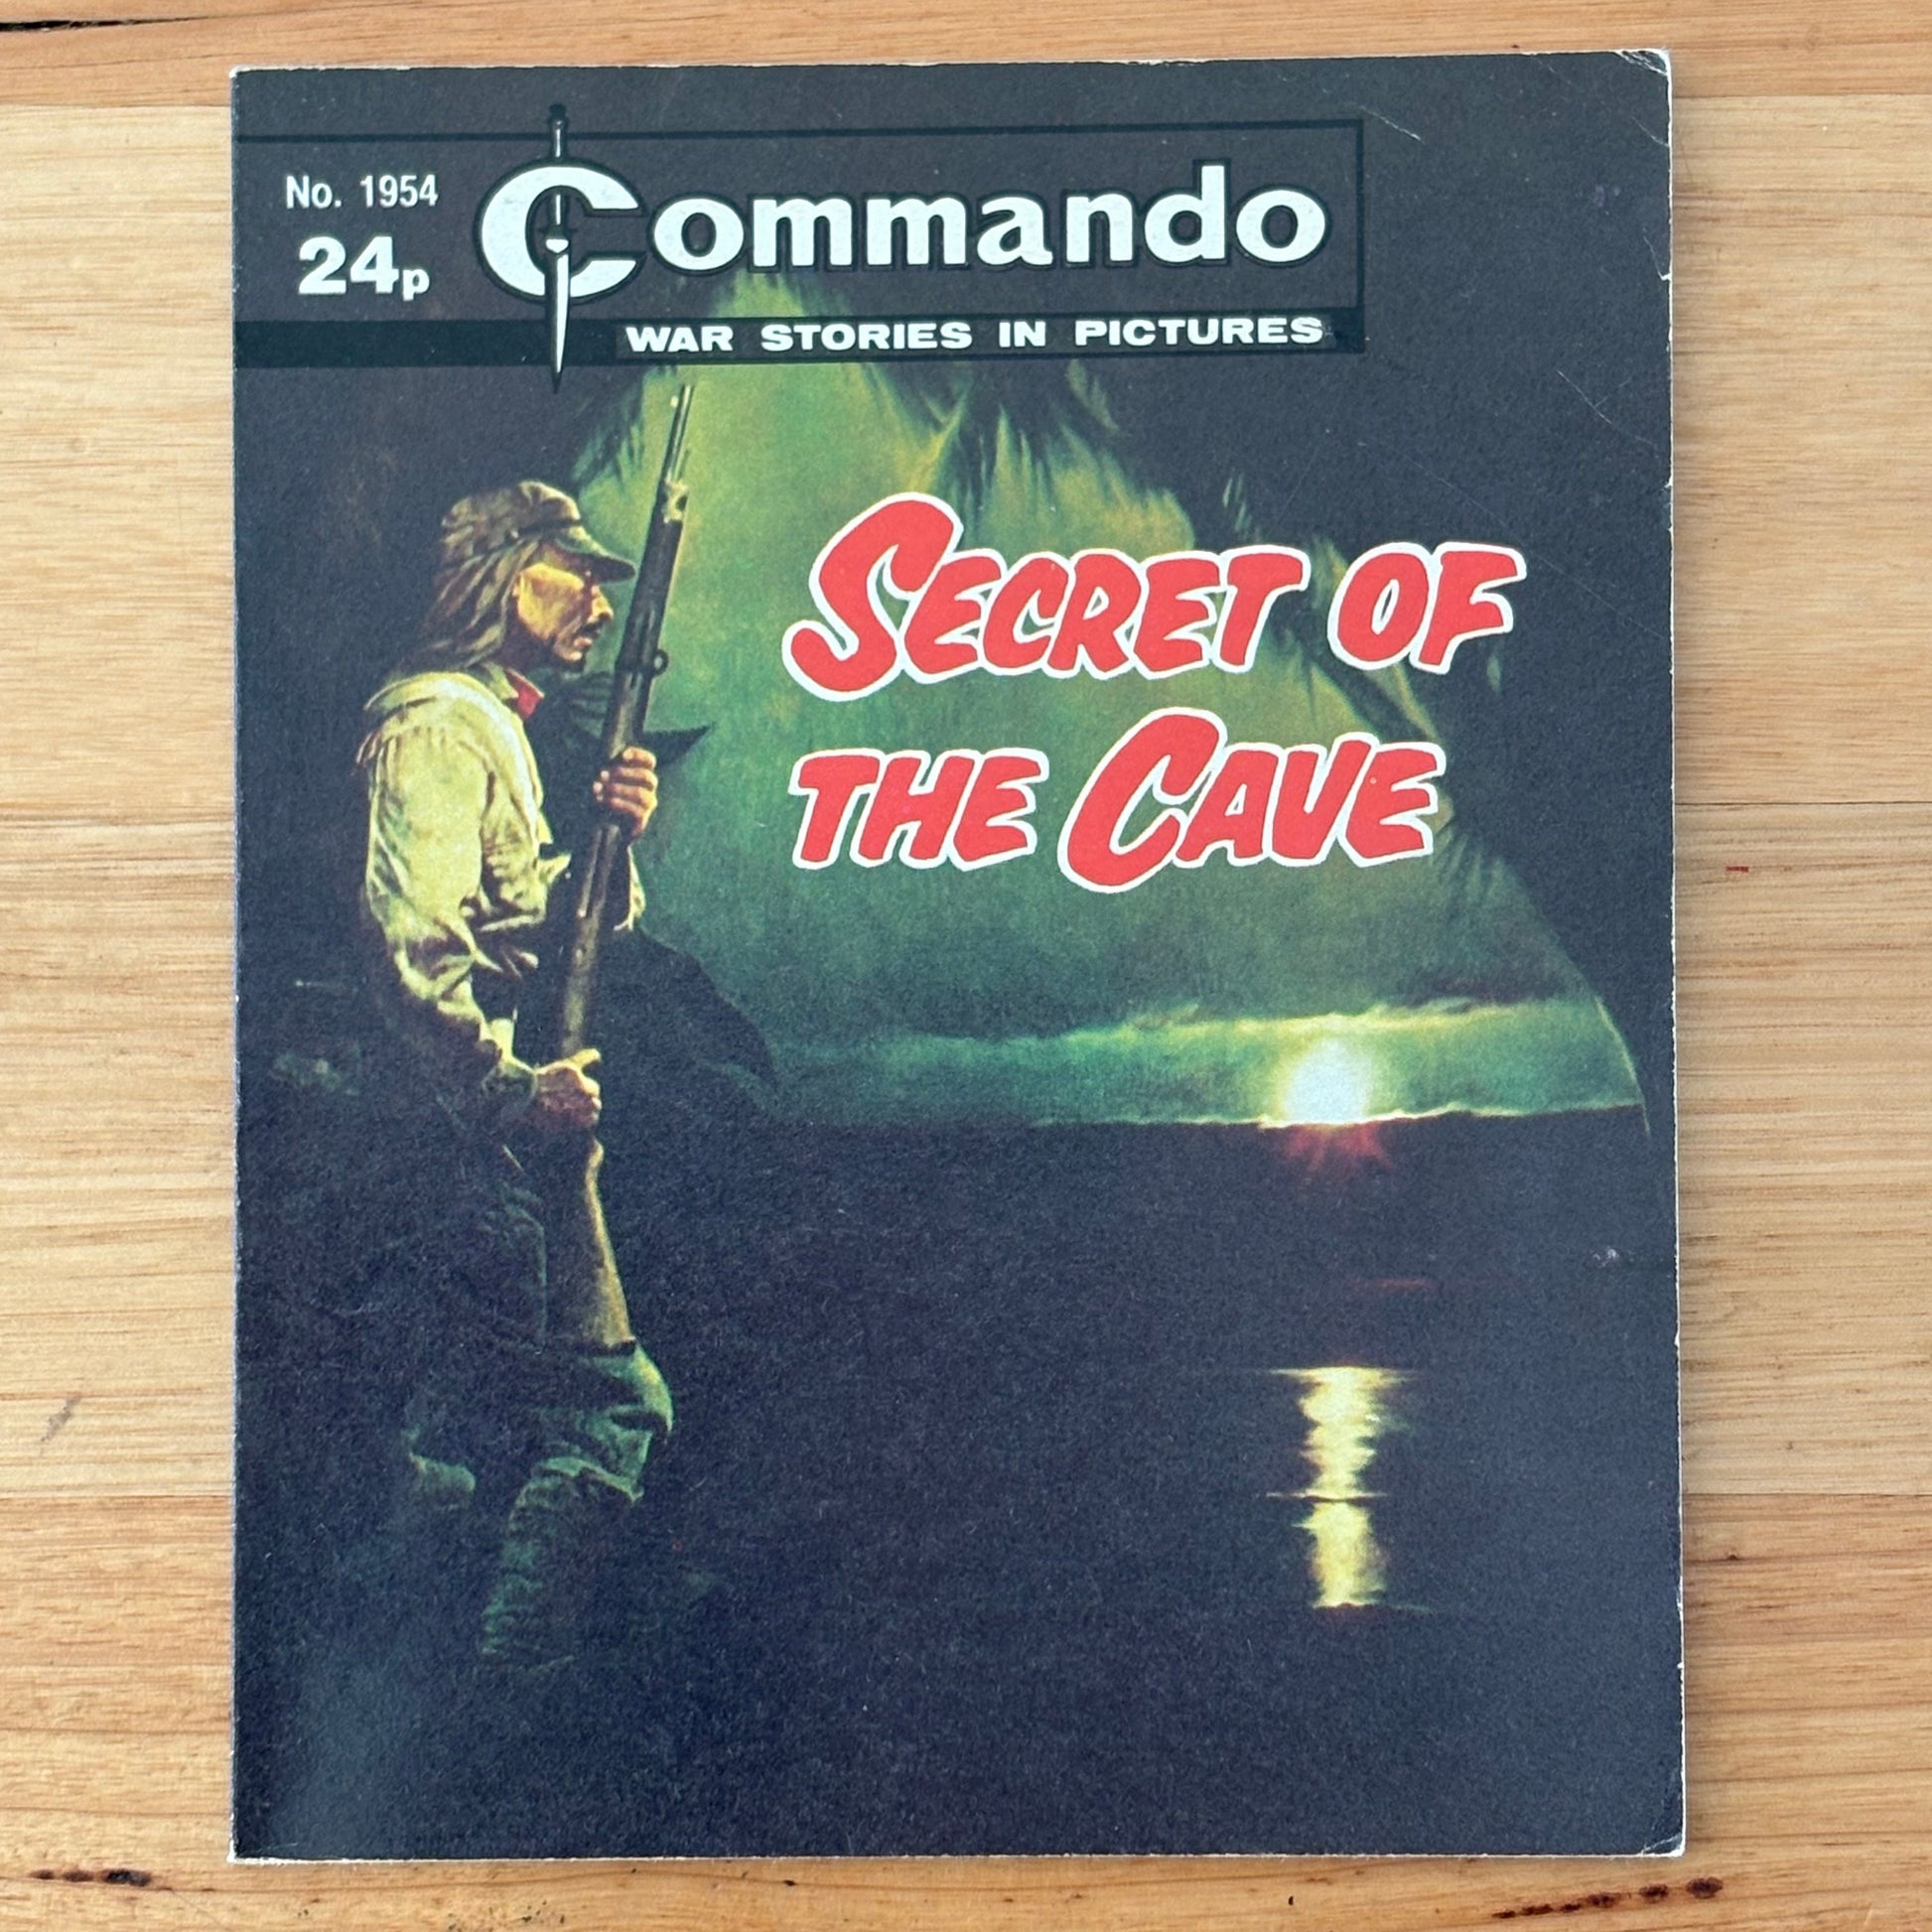 No. 1954
24p
Commando
WAR STORIES IN PICTURES
SECRET OF
THE CAVE